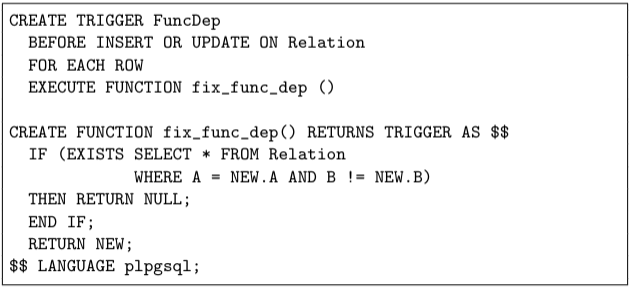 CREATE TRIGGER FuncDep
  BEFORE INSERT OR UPDATE ON Relation
  FOR EACH ROW
  EXECUTE FUNCTION fix_func_dep ()

CREATE FUNCTION fix_func_dep() RETURNS TRIGGER AS $$
  IF (EXISTS SELECT * FROM Relation
             WHERE A = NEW.A AND B != NEW.B)
  THEN RETURN NULL;
  END IF;
  RETURN NEW;
$$ LANGUAGE plpgsql;